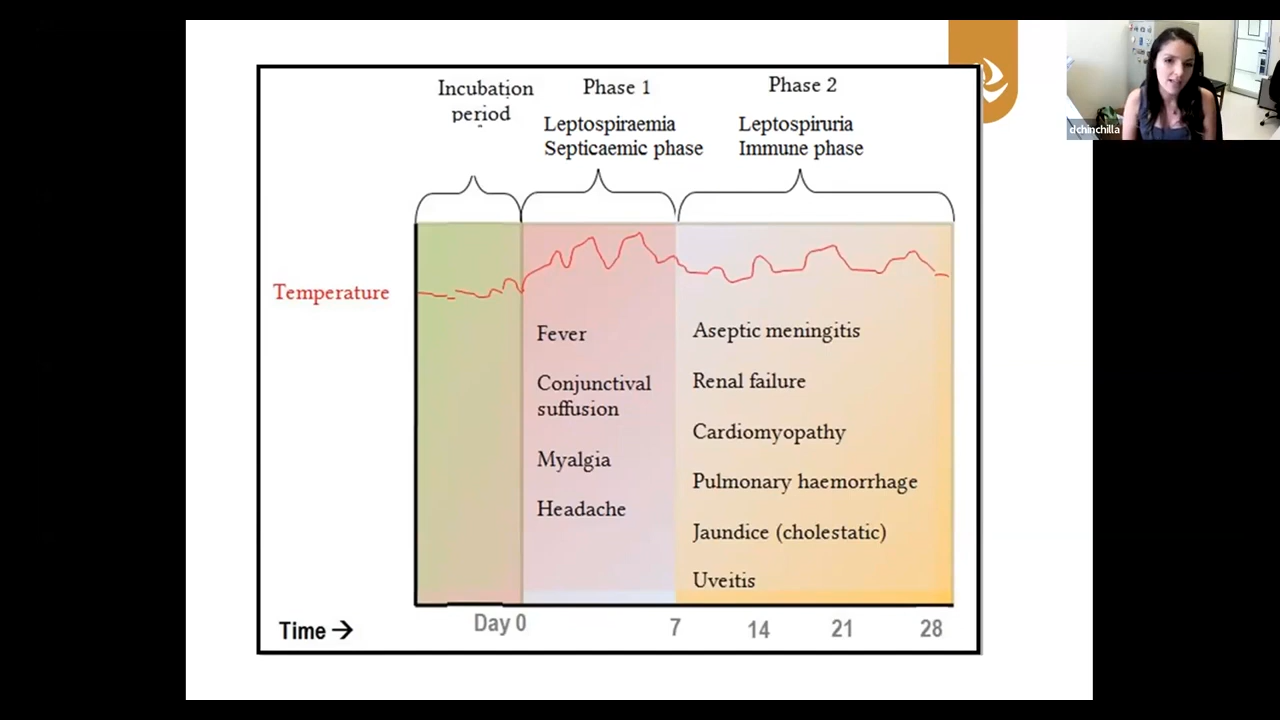 Incubation
period
Phase 1
Leptospiraemia
Septicaemic phase
Phase 2
Leptospiruria
Immune phase
Temperature
Fever
Conjunctival
suffusion
Myalgia
Headache
Aseptic meningitis
Renal failure
Cardiomyopathy
Pulmonary haemorrhage
Jaundice (cholestatic)
Uveitis
Time →
Day 0
7
14
21
28
dchinchilla